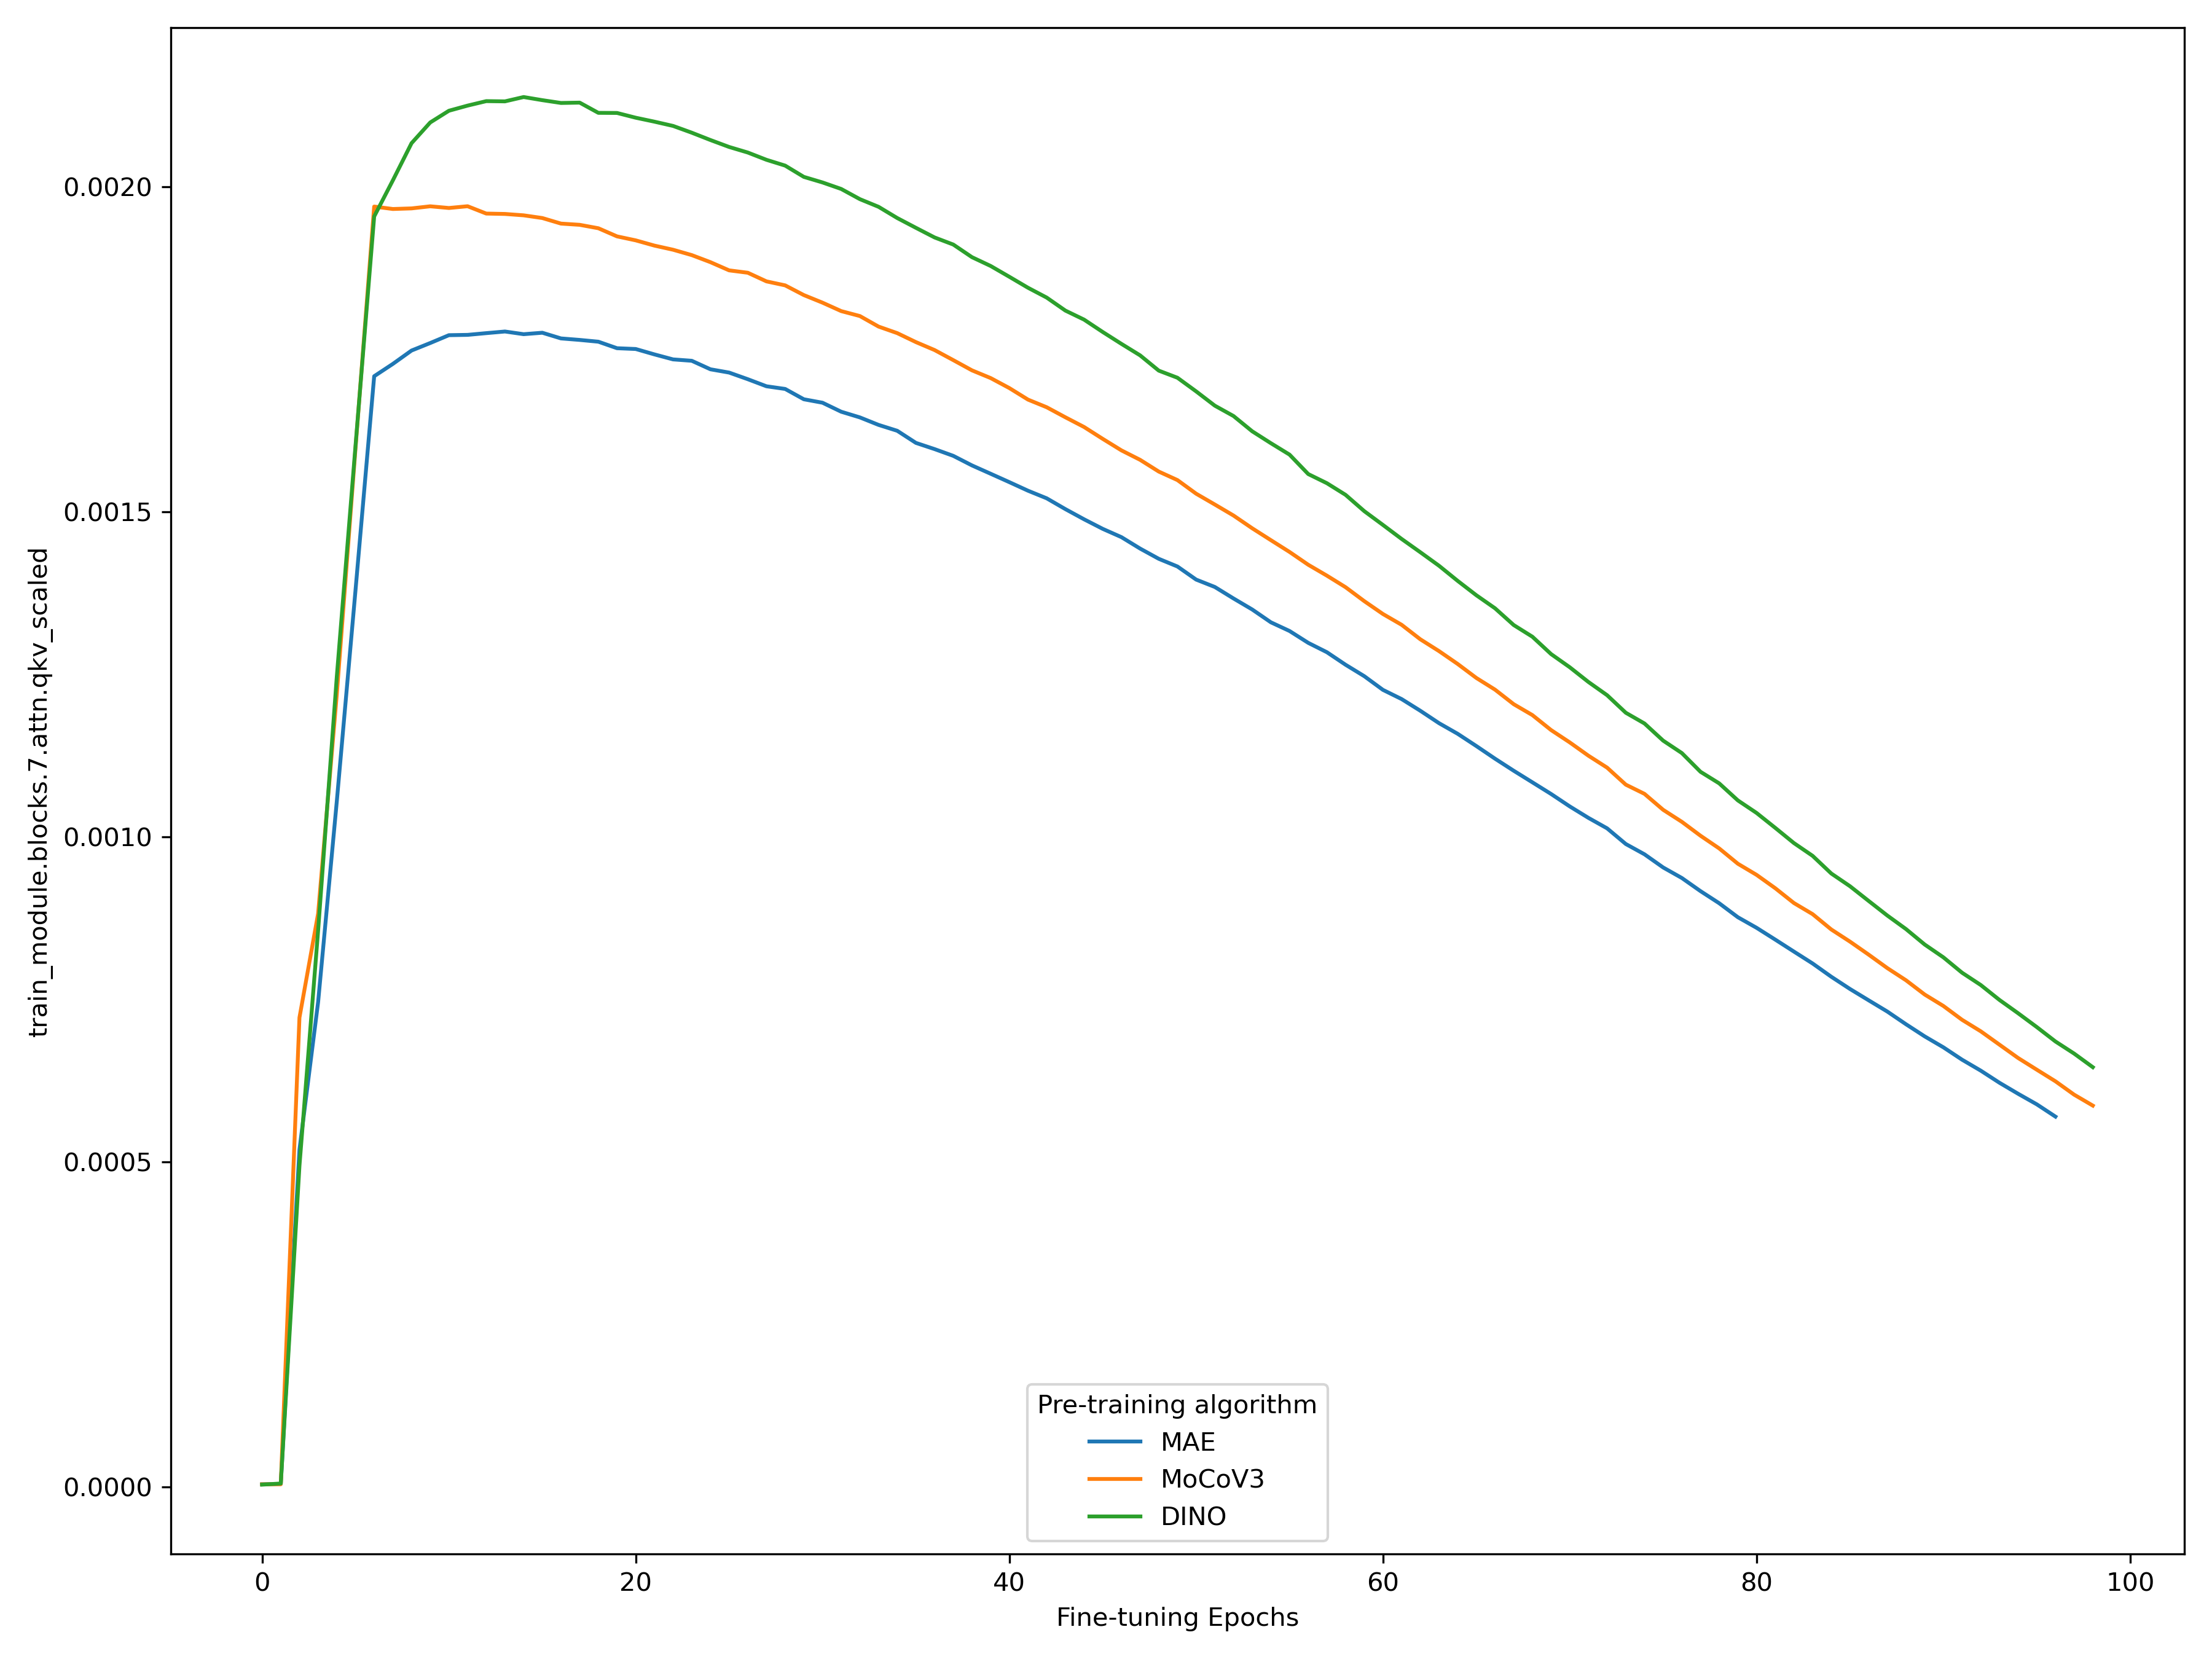 train_module.blocks.7.attn.qkv_scaled
0.0020
0.0015
0.0010
0.0005
0.0000
0
20
40
60
80
100
Fine-tuning Epochs
Pre-training algorithm
MAE
MoCoV3
DINO